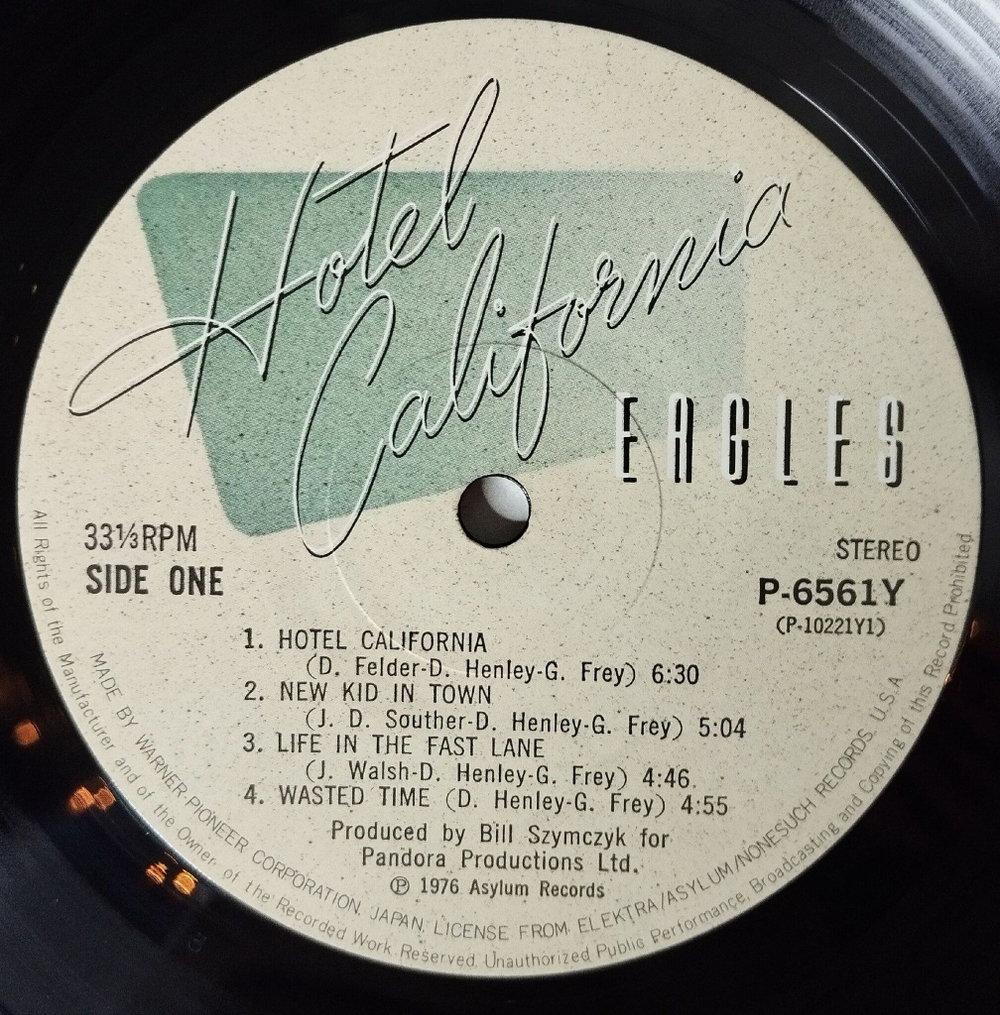 Hotel
California
EAGLES
33⅓RPM
SIDE ONE
STEREO
P-6561Y
(P-10221Y1)
1. HOTEL CALIFORNIA
(D. Felder-D. Henley-G. Frey) 6:30
2. NEW KID IN TOWN
(J. D. Souther-D. Henley-G. Frey) 5:04
3. LIFE IN THE FAST LANE
(J. Walsh-D. Henley-G. Frey) 4:46
4. WASTED TIME (D. Henley-G. Frey) 4:55
Produced by Bill Szymczyk for
Pandora Productions Ltd.
Ⓟ 1976 Asylum Records
MADE BY WARNER-PIONEER CORPORATION, JAPAN. LICENSE FROM ELEKTRA/ASYLUM/NONESUCH RECORDS. U.S.A
All Rights of the Manufacturer and of the Owner of the Recorded Work Reserved. Unauthorized Public Performance, Broadcasting and Copying of this Record Prohibited.